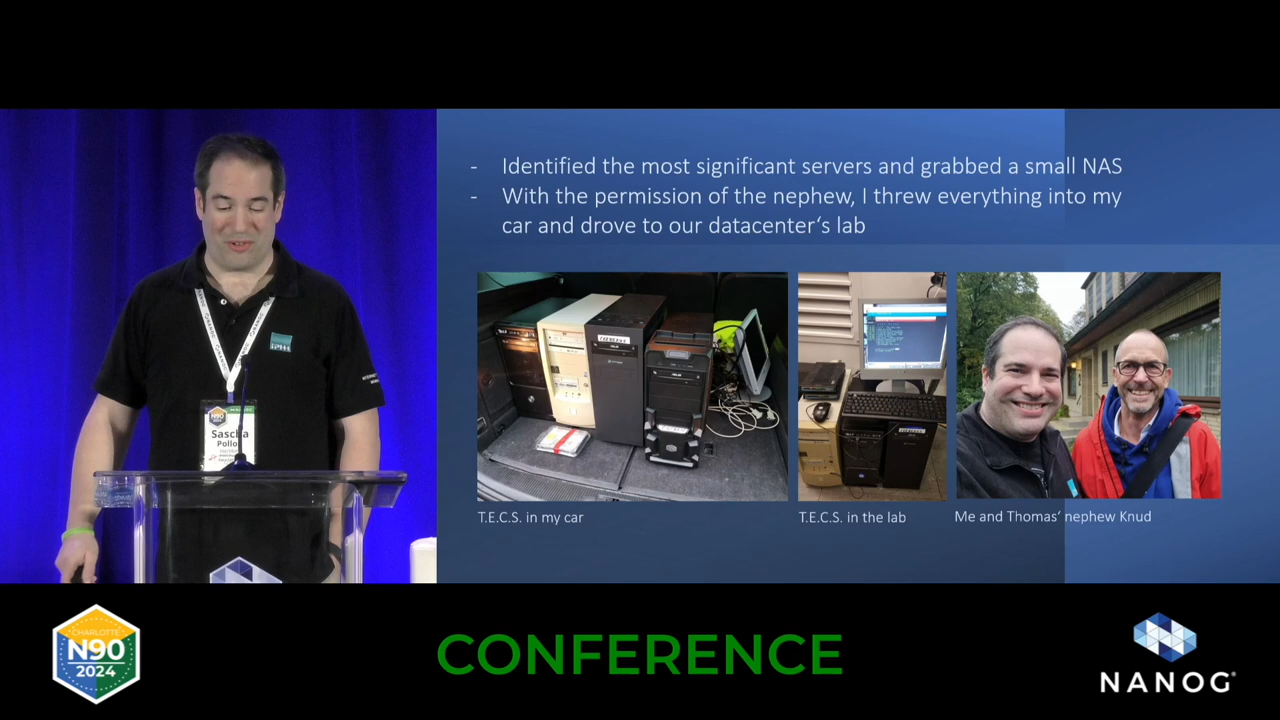 - Identified the most significant servers and grabbed a small NAS
- With the permission of the nephew, I threw everything into my
car and drove to our datacenter‘s lab
T.E.C.S. in my car
T.E.C.S. in the lab
Me and Thomas‘ nephew Knud
N90
Sascha
CHARLOTTE
N90
2024
CONFERENCE
NANOG